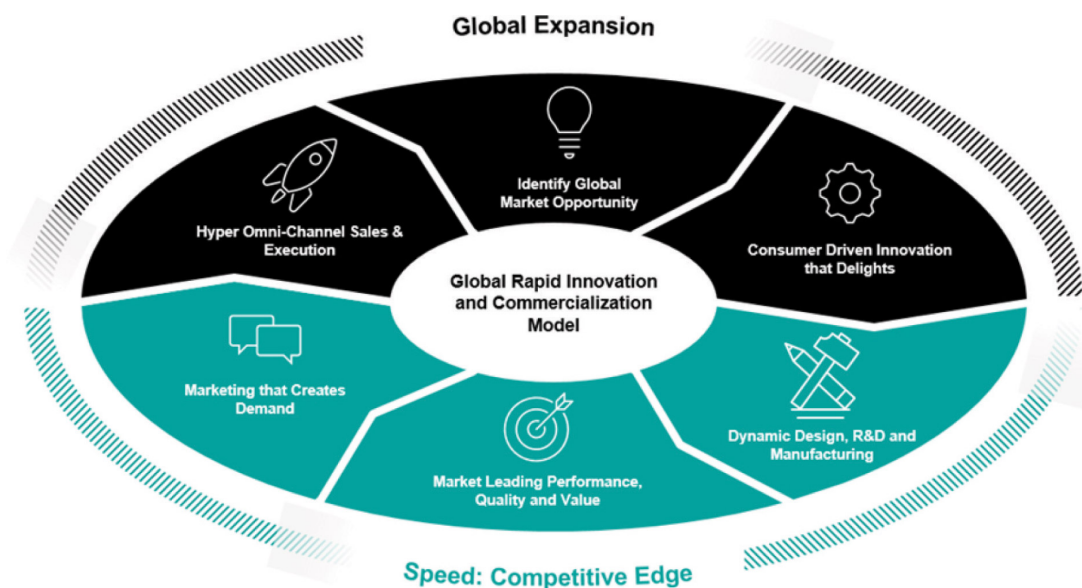 Global Expansion
Identify Global
Market Opportunity
Hyper Omni-Channel Sales &
Execution
Consumer Driven Innovation
that Delights
Global Rapid Innovation
and Commercialization
Model
Marketing that Creates
Demand
Dynamic Design, R&D and
Manufacturing
Market Leading Performance,
Quality and Value
Speed: Competitive Edge